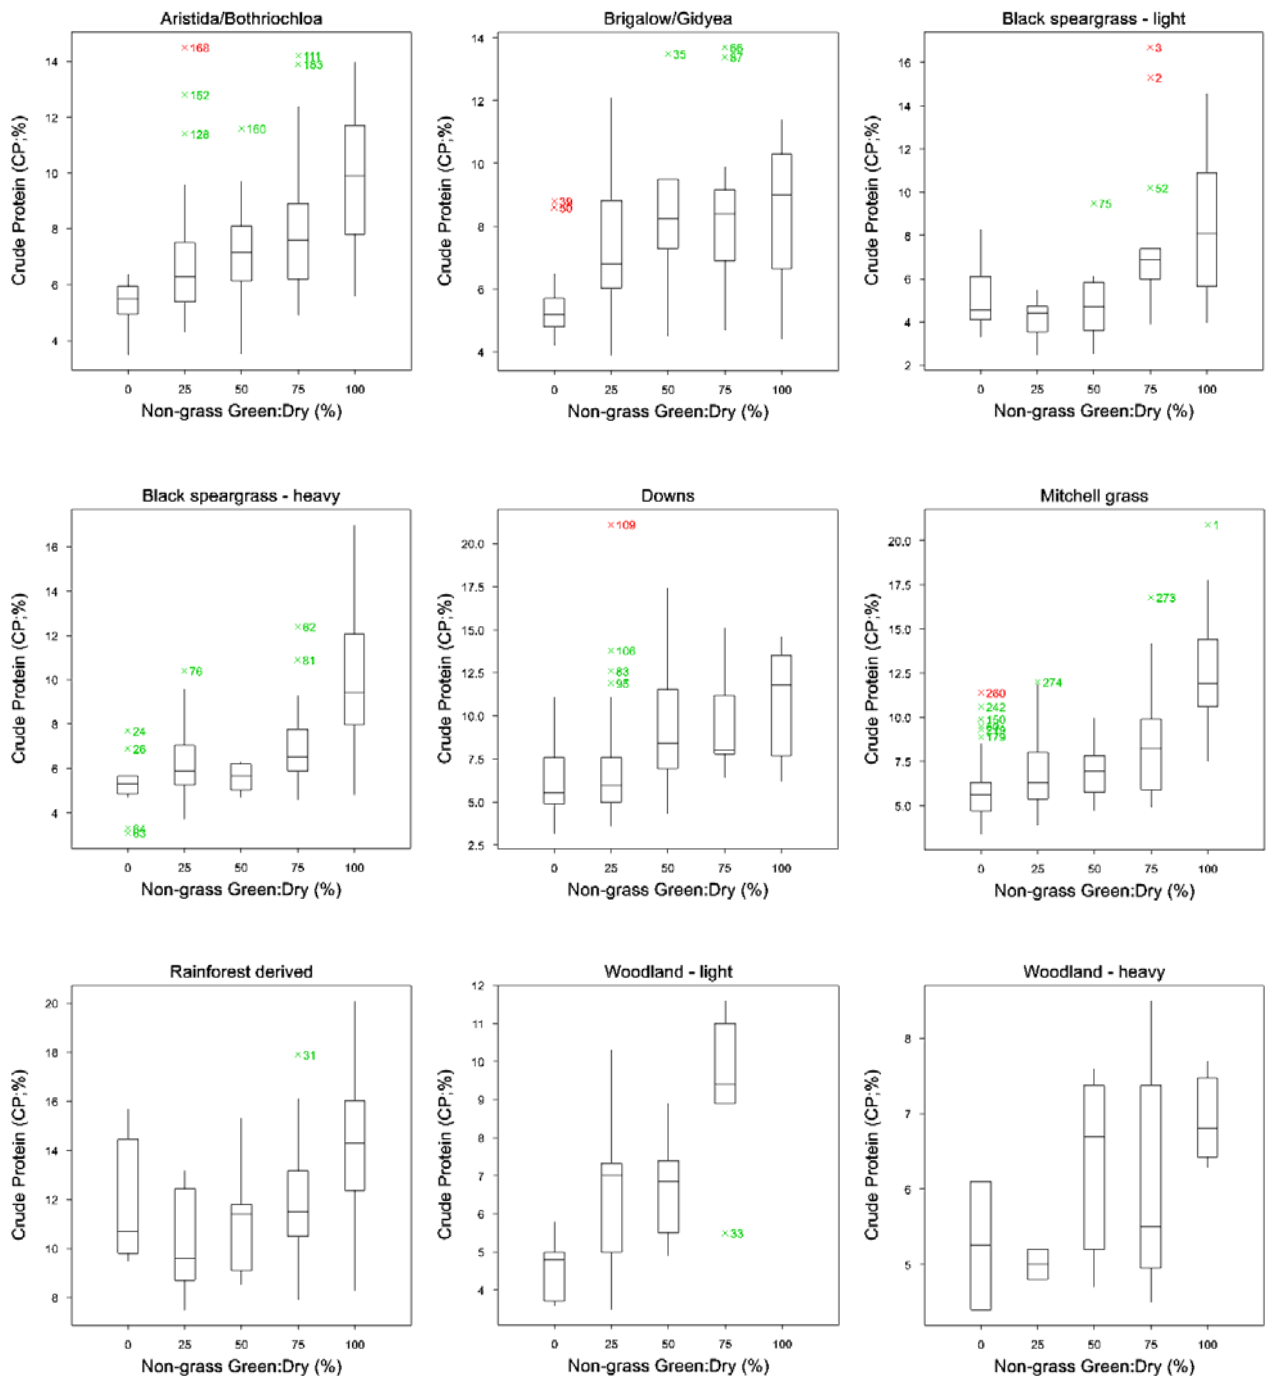 Aristida/Bothriochloa
Crude Protein (CP;%)
14
12
10
8
6
4
×168
×152
×128
×160
×111
×183
0 25 50 75 100
Non-grass Green:Dry (%)
Brigalow/Gidyea
Crude Protein (CP;%)
14
12
10
8
6
4
×39
×50
×35
×66
×87
0 25 50 75 100
Non-grass Green:Dry (%)
Black speargrass - light
Crude Protein (CP;%)
16
14
12
10
8
6
4
2
×75
×3
×2
×52
0 25 50 75 100
Non-grass Green:Dry (%)
Black speargrass - heavy
Crude Protein (CP;%)
16
14
12
10
8
6
4
×24
×26
×64
×63
×76
×62
×81
0 25 50 75 100
Non-grass Green:Dry (%)
Downs
Crude Protein (CP;%)
20.0
17.5
15.0
12.5
10.0
7.5
5.0
2.5
×109
×106
×83
×95
0 25 50 75 100
Non-grass Green:Dry (%)
Mitchell grass
Crude Protein (CP;%)
20.0
17.5
15.0
12.5
10.0
7.5
5.0
×260
×242
×150
×179
×274
×273
×1
0 25 50 75 100
Non-grass Green:Dry (%)
Rainforest derived
Crude Protein (CP;%)
20
18
16
14
12
10
8
×31
0 25 50 75 100
Non-grass Green:Dry (%)
Woodland - light
Crude Protein (CP;%)
12
11
10
9
8
7
6
5
4
×33
0 25 50 75 100
Non-grass Green:Dry (%)
Woodland - heavy
Crude Protein (CP;%)
8
7
6
5
0 25 50 75 100
Non-grass Green:Dry (%)